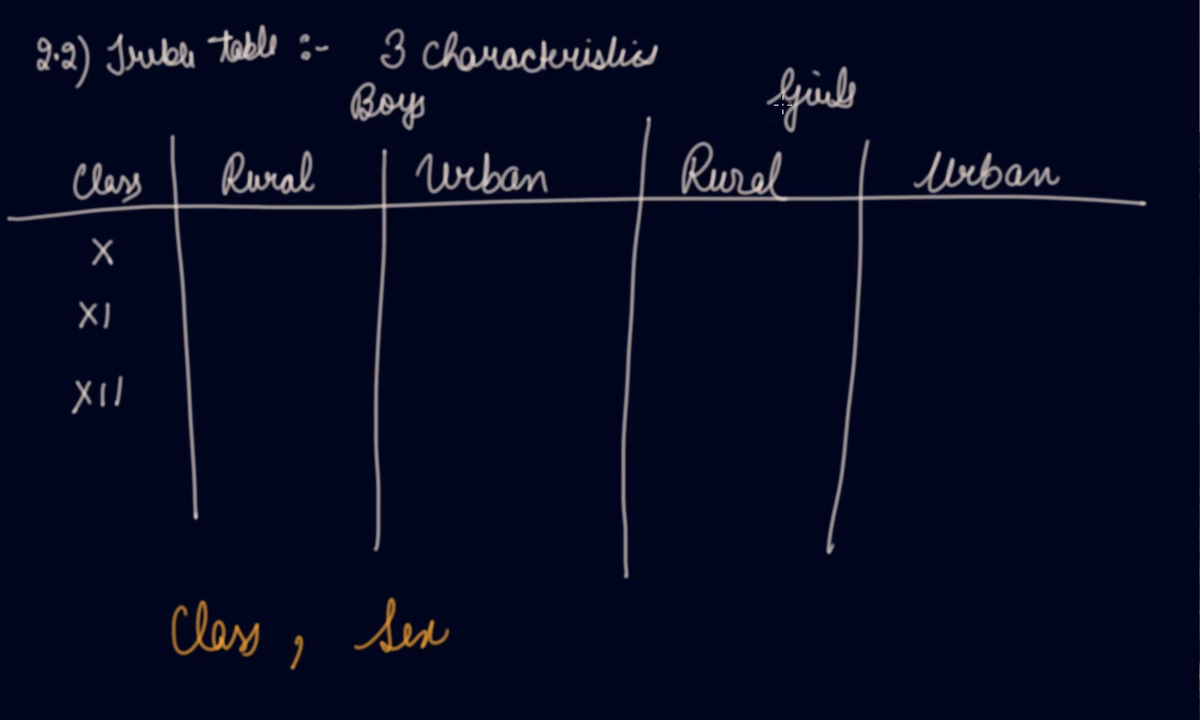 2.2) Treble table :- 3 Characteristics
Boys Girls
Class Rural Urban Rural Urban
X
XI
XII
Class , Sex